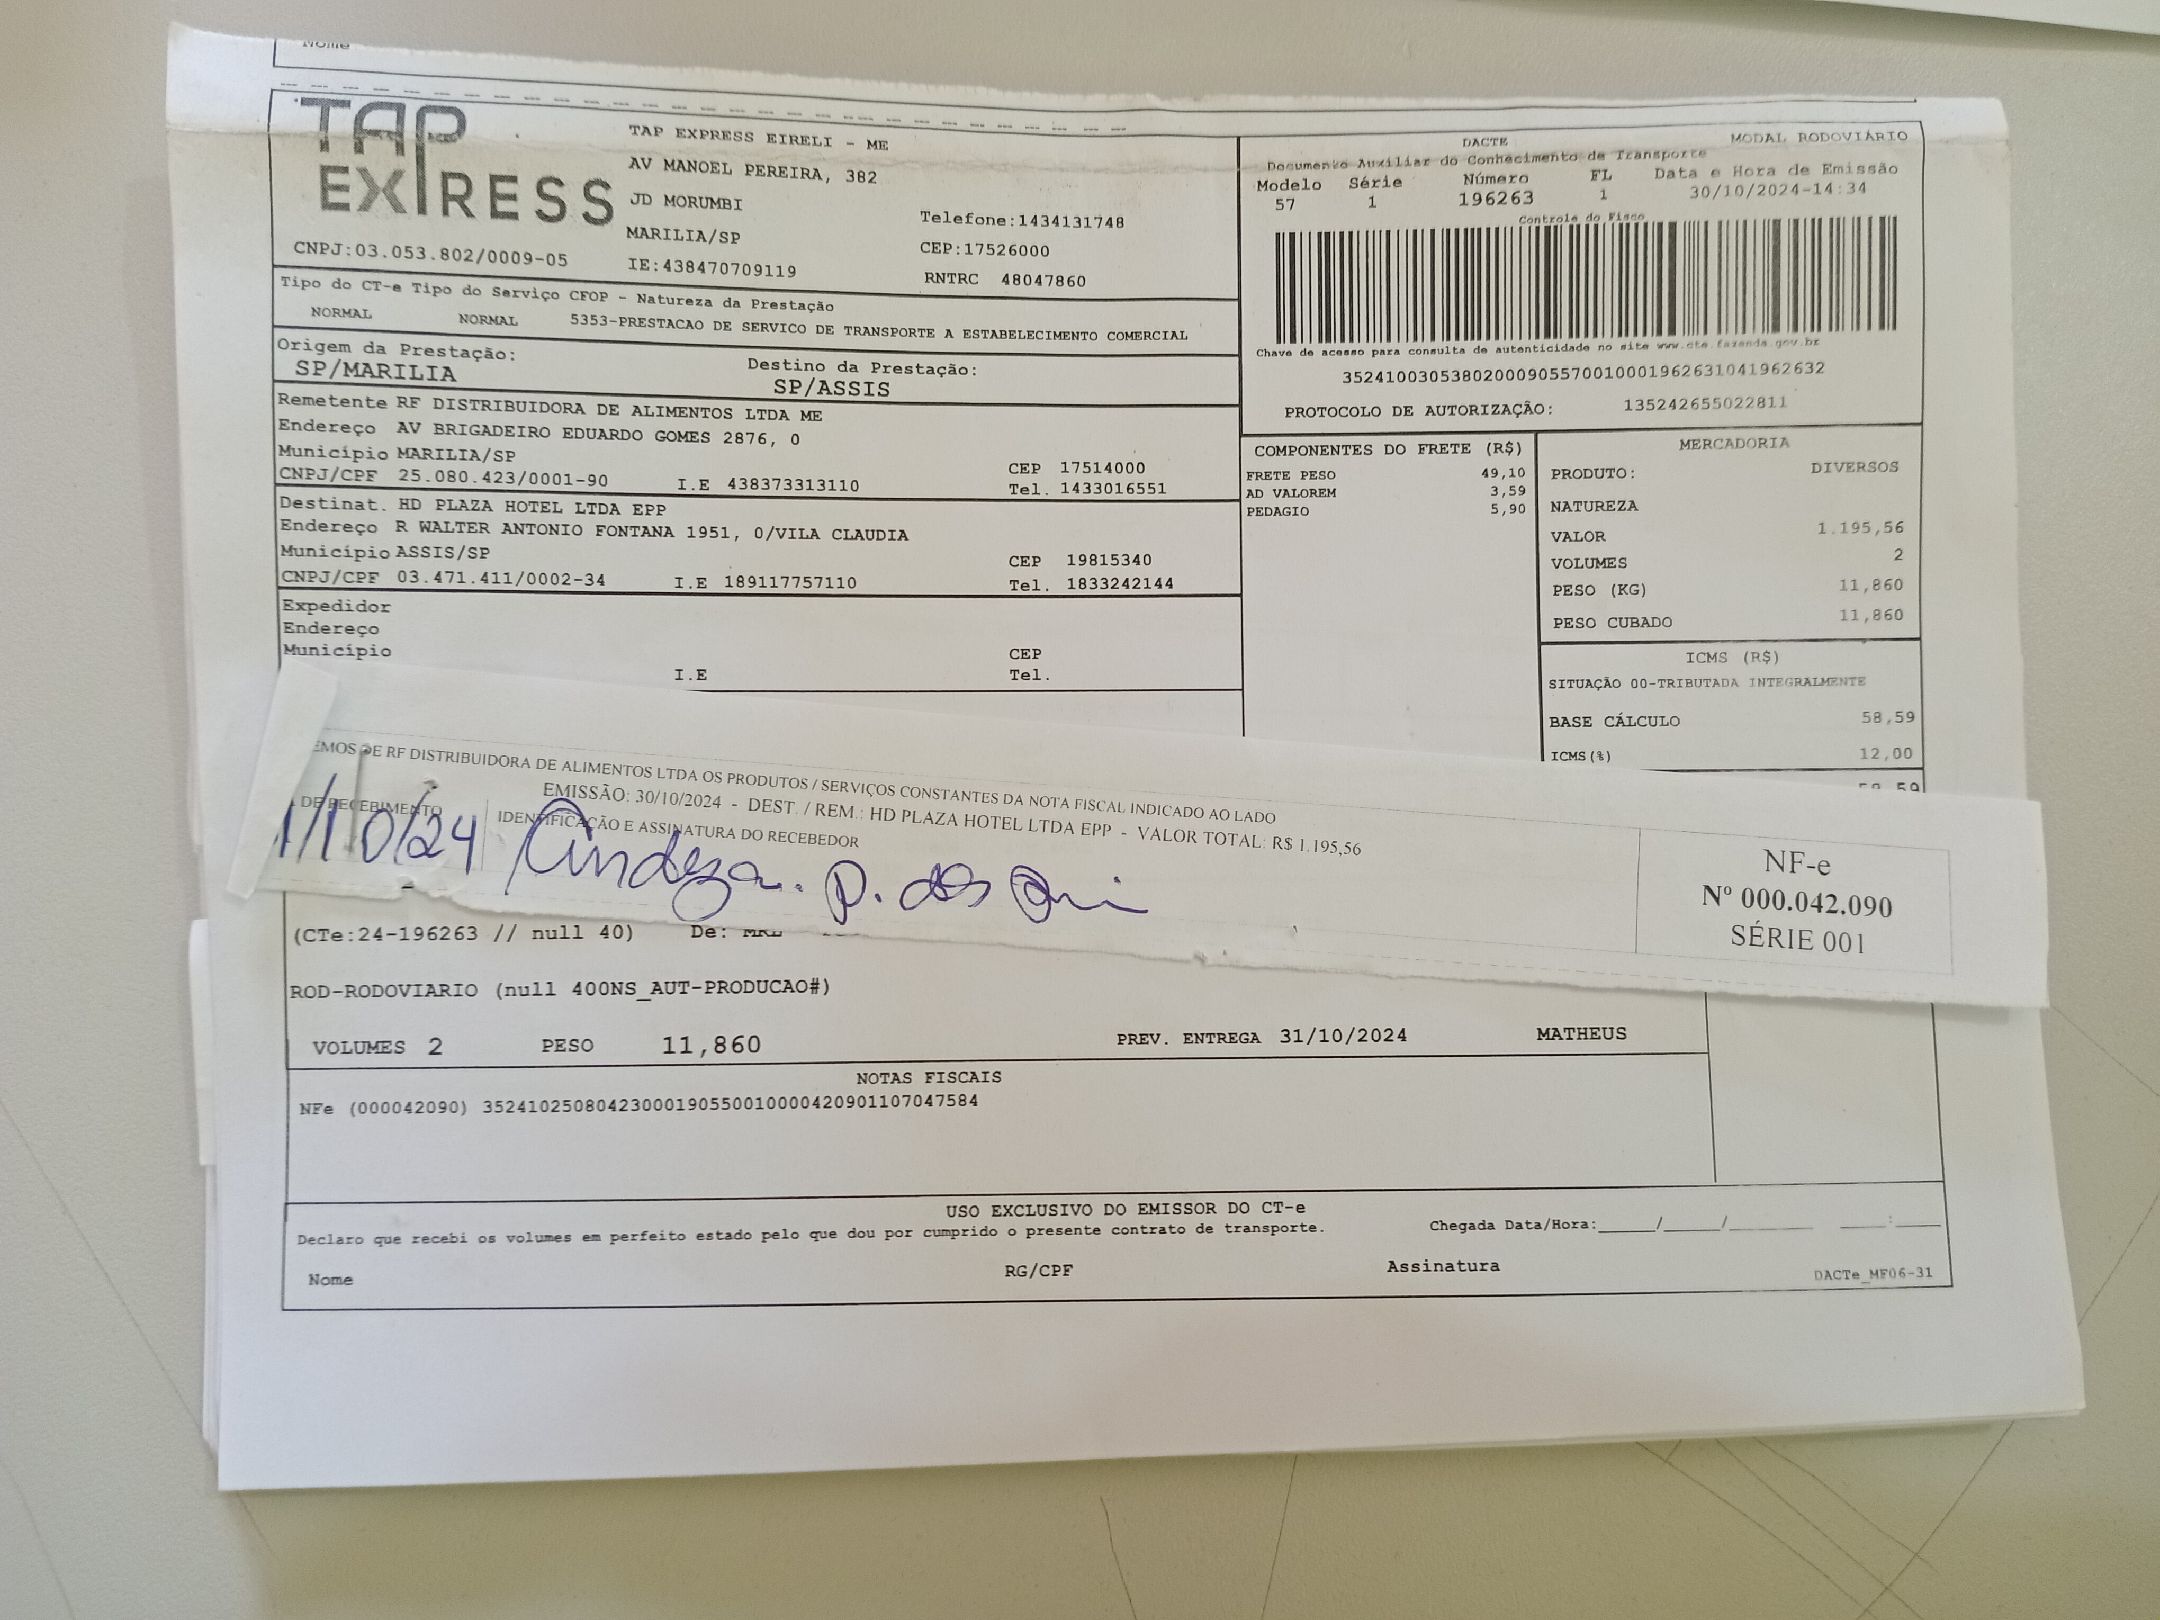 Nome
TAP EXPRESS
TAP EXPRESS EIRELI - ME
AV MANOEL PEREIRA, 382
JD MORUMBI
MARILIA/SP
IE:438470709119
Telefone:1434131748
CEP:17526000
RNTRC 48047860
CNPJ:03.053.802/0009-05
DACTE
MODAL RODOVIÁRIO
Documento Auxiliar do Conhecimento de Transporte
Modelo Série Número FL Data e Hora de Emissão
57 1 196263 1 30/10/2024-14:34
Controle do Fisco
Chave de acesso para consulta de autenticidade no site www.cte.fazenda.gov.br
35241003053802000905570010001962631041962632
PROTOCOLO DE AUTORIZAÇÃO: 135242655022811
Tipo do CT-e Tipo do Serviço CFOP - Natureza da Prestação
NORMAL NORMAL 5353-PRESTACAO DE SERVICO DE TRANSPORTE A ESTABELECIMENTO COMERCIAL
Origem da Prestação: Destino da Prestação:
SP/MARILIA SP/ASSIS
Remetente RF DISTRIBUIDORA DE ALIMENTOS LTDA ME
Endereço AV BRIGADEIRO EDUARDO GOMES 2876, 0
Município MARILIA/SP CEP 17514000
CNPJ/CPF 25.080.423/0001-90 I.E 438373313110 Tel. 1433016551
Destinat. HD PLAZA HOTEL LTDA EPP
Endereço R WALTER ANTONIO FONTANA 1951, 0/VILA CLAUDIA
Município ASSIS/SP CEP 19815340
CNPJ/CPF 03.471.411/0002-34 I.E 189117757110 Tel. 1833242144
Expedidor
Endereço
Município CEP
I.E Tel.
COMPONENTES DO FRETE (R$)
FRETE PESO 49,10
AD VALOREM 3,59
PEDAGIO 5,90
MERCADORIA
PRODUTO: DIVERSOS
NATUREZA
VALOR 1.195,56
VOLUMES 2
PESO (KG) 11,860
PESO CUBADO 11,860
ICMS (R$)
SITUAÇÃO 00-TRIBUTADA INTEGRALMENTE
BASE CÁLCULO 58,59
ICMS(%) 12,00
EMOS DE RF DISTRIBUIDORA DE ALIMENTOS LTDA OS PRODUTOS / SERVIÇOS CONSTANTES DA NOTA FISCAL INDICADO AO LADO
EMISSÃO: 30/10/2024 - DEST. / REM.: HD PLAZA HOTEL LTDA EPP - VALOR TOTAL: R$ 1.195,56
DE RECEBIMENTO IDENTIFICAÇÃO E ASSINATURA DO RECEBEDOR
1/10/24
NF-e
Nº 000.042.090
SÉRIE 001
(CTe:24-196263 // null 40) De:
ROD-RODOVIARIO (null 400NS_AUT-PRODUCAO#)
VOLUMES 2 PESO 11,860 PREV. ENTREGA 31/10/2024 MATHEUS
NOTAS FISCAIS
NFe (000042090) 35241025080423000190550010000420901107047584
USO EXCLUSIVO DO EMISSOR DO CT-e
Declaro que recebi os volumes em perfeito estado pelo que dou por cumprido o presente contrato de transporte. Chegada Data/Hora:____/____/____ ____:____
Nome RG/CPF Assinatura
DACTe_MF06-31